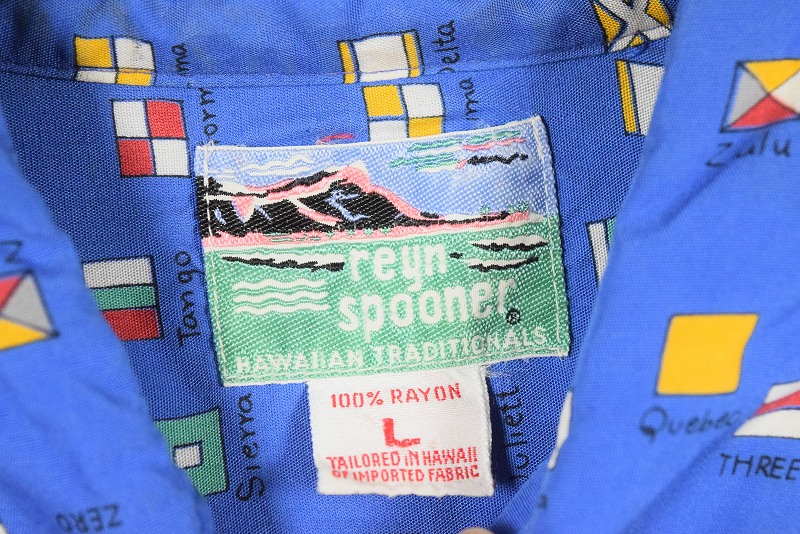 Delta
Zulu
Tango
reyn
spooner®
HAWAIIAN TRADITIONALS
100% RAYON
L
TAILORED IN HAWAII
OF IMPORTED FABRIC
Sierra
Quebec
THREE
ZERO